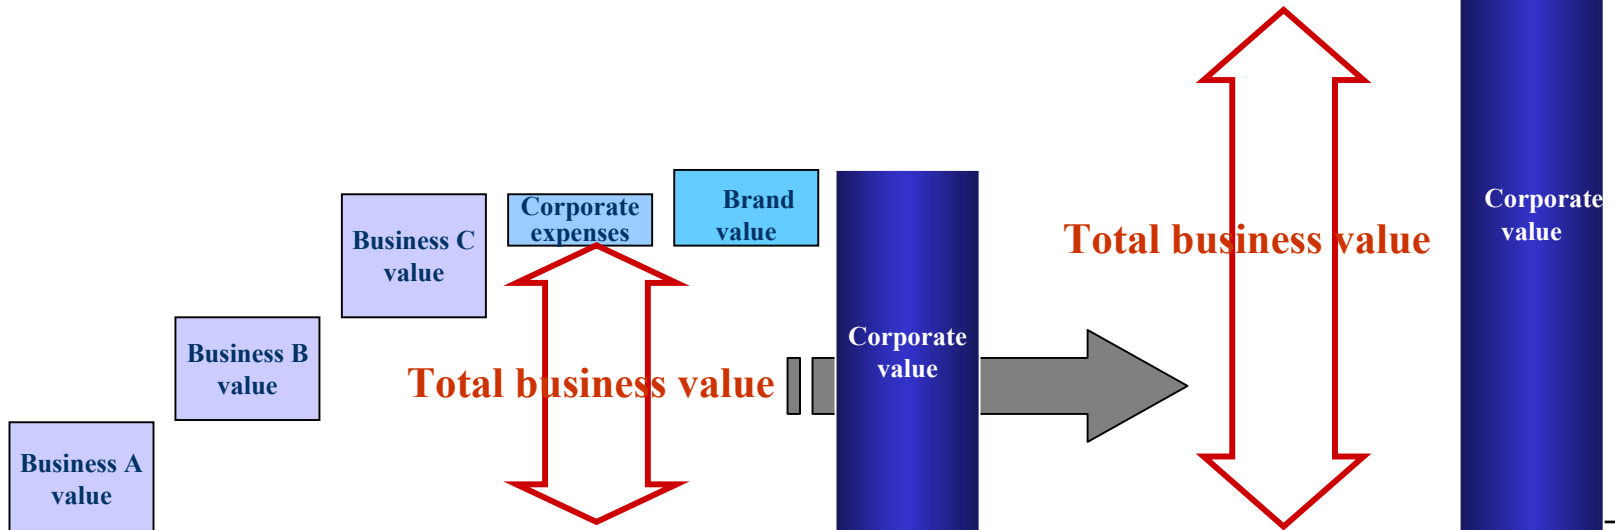 Business A
value
Business B
value
Business C
value
Corporate
expenses
Brand
value
Total business value
Corporate
value
Total business value
Corporate
value